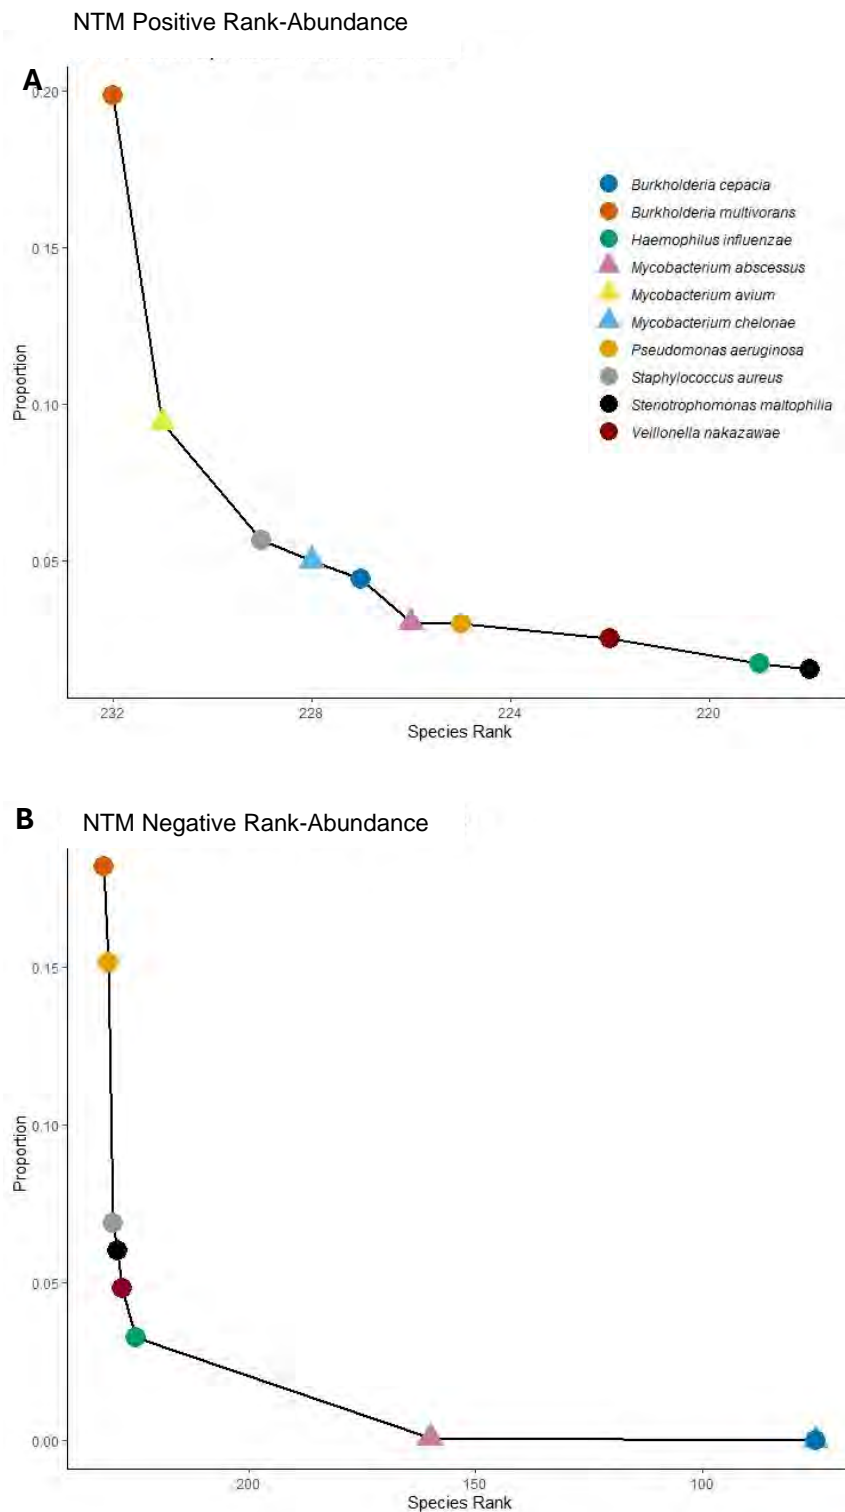 NTM Positive Rank-Abundance
A
0.20
0.15
0.10
0.05
Proportion
Burkholderia cepacia
Burkholderia multivorans
Haemophilus influenzae
Mycobacterium abscessus
Mycobacterium avium
Mycobacterium chelonae
Pseudomonas aeruginosa
Staphylococcus aureus
Stenotrophomonas maltophilia
Veillonella nakazawae
232 228 224 220
Species Rank
B NTM Negative Rank-Abundance
0.15
0.10
0.05
0.00
Proportion
200 150 100
Species Rank